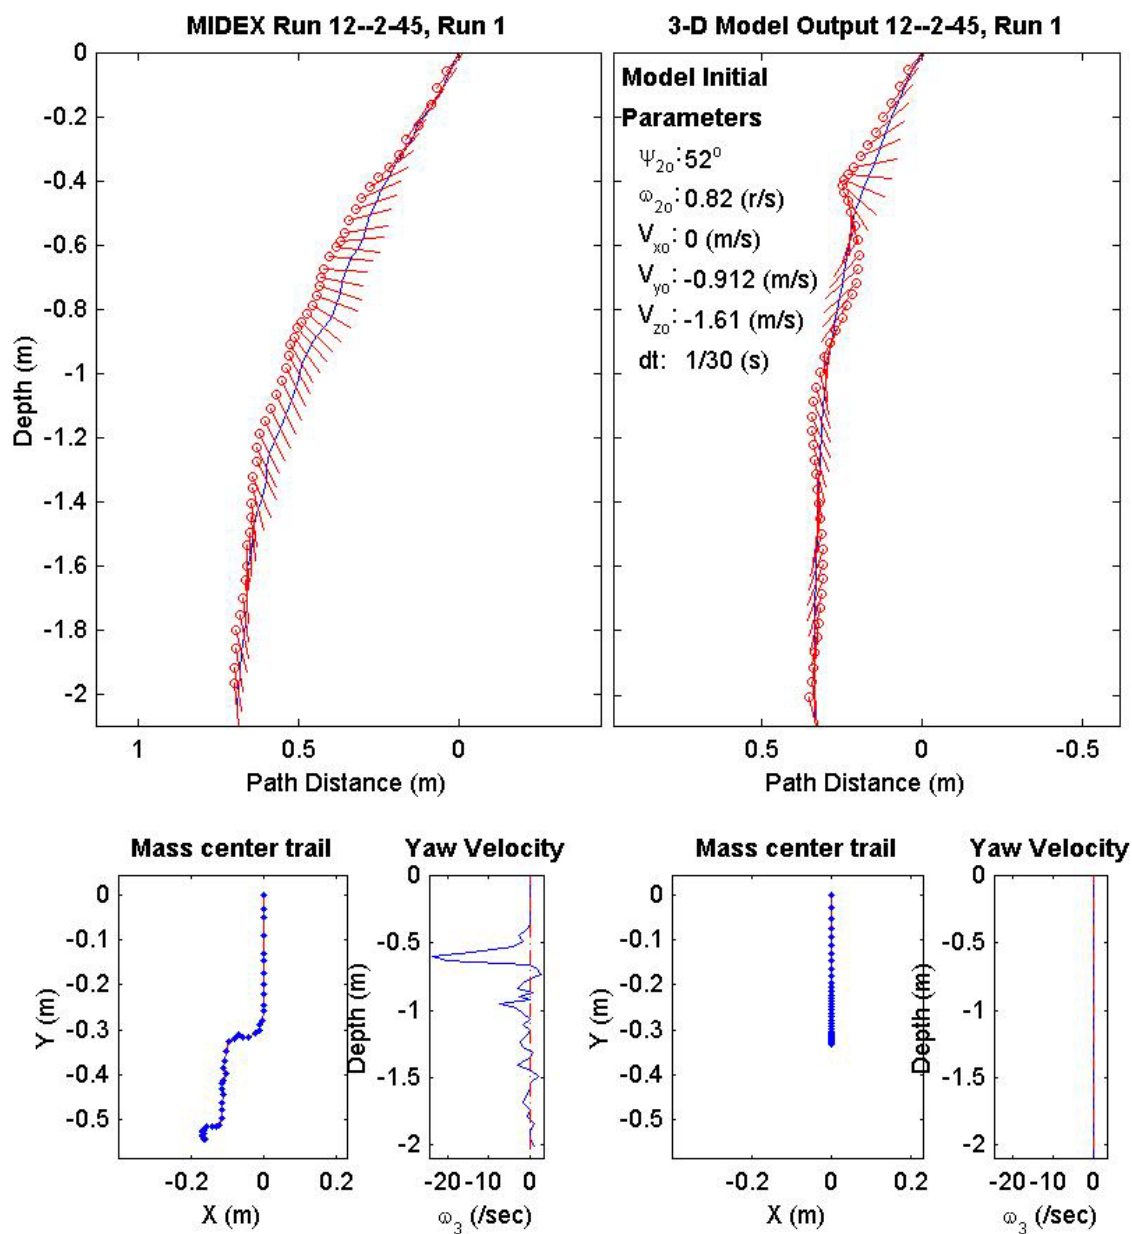 MIDEX Run 12--2-45, Run 1
0
-0.2
-0.4
-0.6
-0.8
-1
-1.2
-1.4
-1.6
-1.8
-2
Depth (m)
1 0.5 0
Path Distance (m)
3-D Model Output 12--2-45, Run 1
Model Initial
Parameters
Ψ2o: 52o
ω2o: 0.82 (r/s)
Vxo: 0 (m/s)
Vyo: -0.912 (m/s)
Vzo: -1.61 (m/s)
dt: 1/30 (s)
0.5 0 -0.5
Path Distance (m)
Mass center trail
0
-0.1
-0.2
-0.3
-0.4
-0.5
Y (m)
-0.2 0 0.2
X (m)
Yaw Velocity
0
-0.5
-1
-1.5
-2
Depth (m)
-20 -10 0
ω3 (/sec)
Mass center trail
0
-0.1
-0.2
-0.3
-0.4
-0.5
Y (m)
-0.2 0 0.2
X (m)
Yaw Velocity
0
-0.5
-1
-1.5
-2
Depth (m)
-20 -10 0
ω3 (/sec)